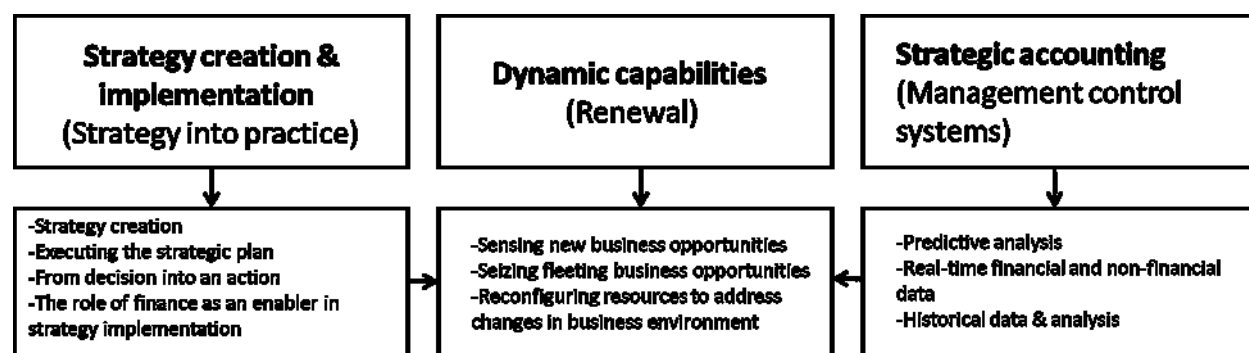 Strategy creation &
implementation
(Strategy into practice)
Dynamic capabilities
(Renewal)
Strategic accounting
(Management control
systems)
-Strategy creation
-Executing the strategic plan
-From decision into an action
-The role of finance as an enabler in
strategy implementation
-Sensing new business opportunities
-Seizing fleeting business opportunities
-Reconfiguring resources to address
changes in business environment
-Predictive analysis
-Real-time financial and non-financial
data
-Historical data & analysis